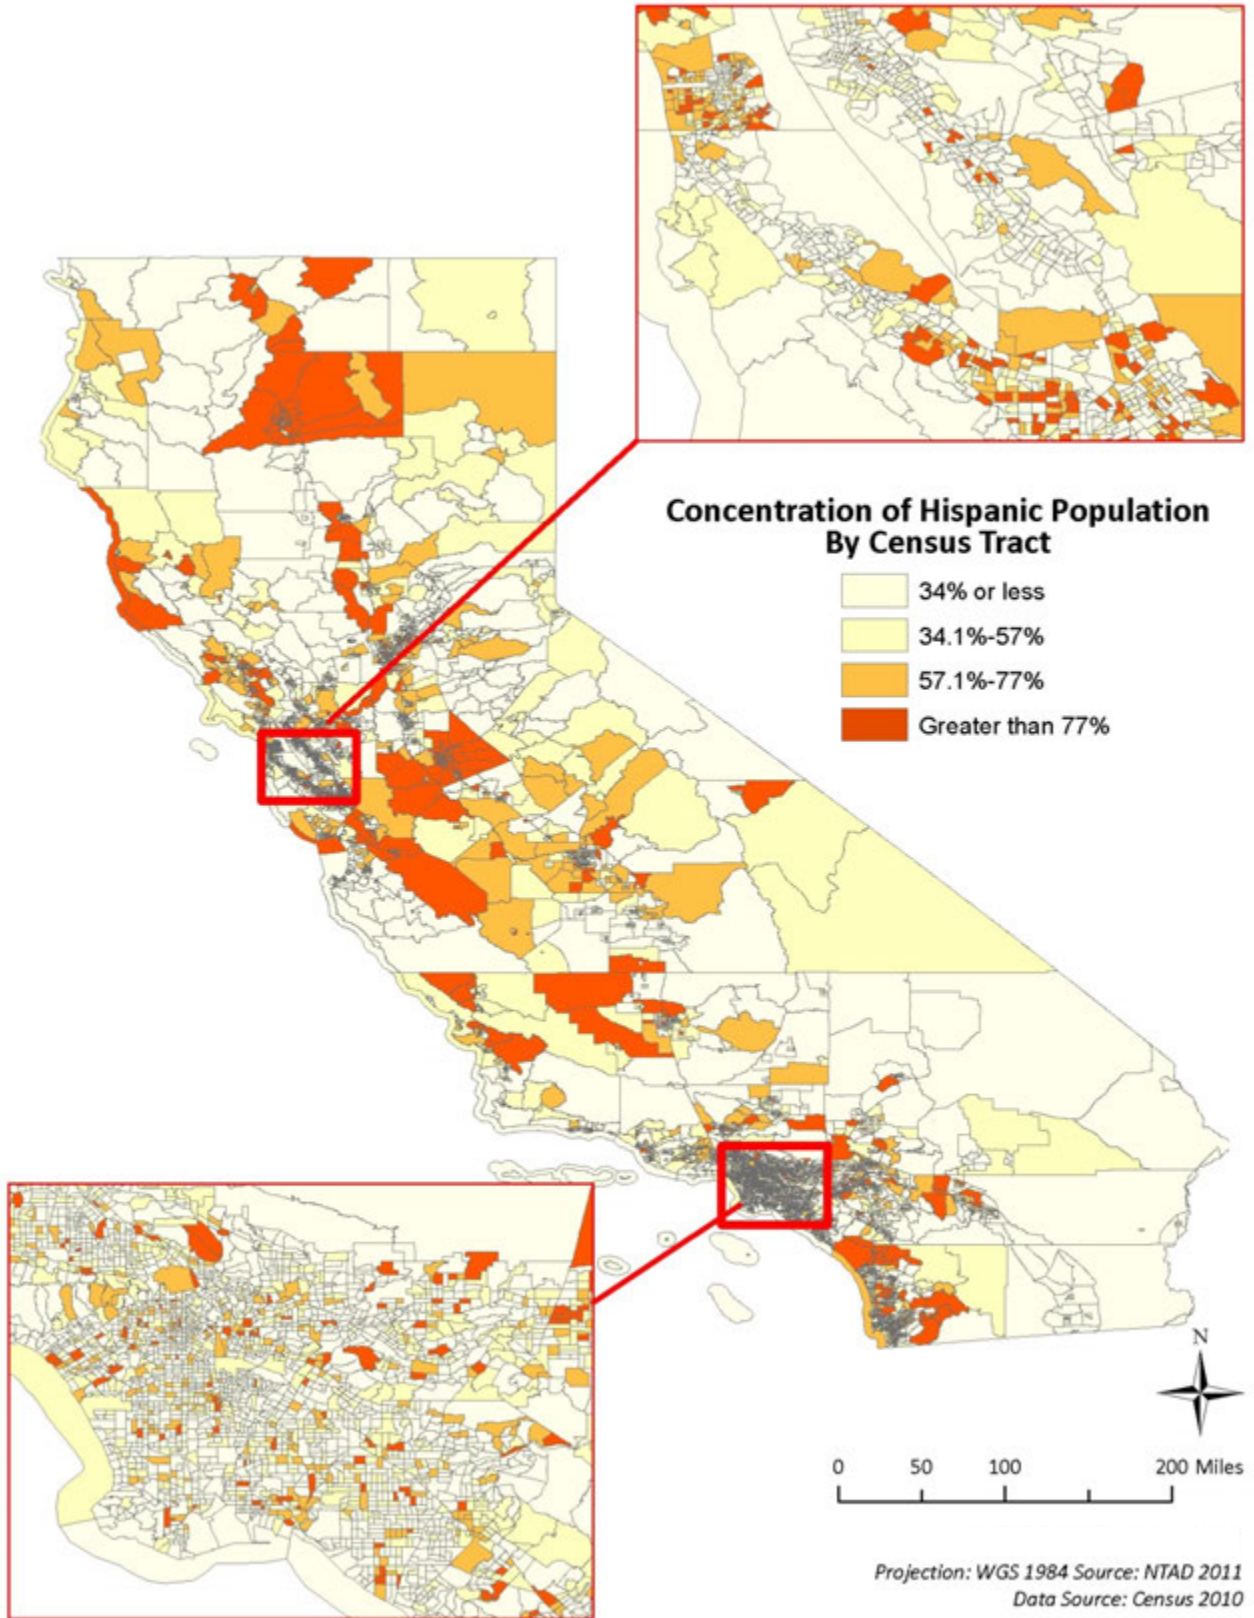 Concentration of Hispanic Population
By Census Tract
34% or less
34.1%-57%
57.1%-77%
Greater than 77%
N
0 50 100 200 Miles
Projection: WGS 1984 Source: NTAD 2011
Data Source: Census 2010